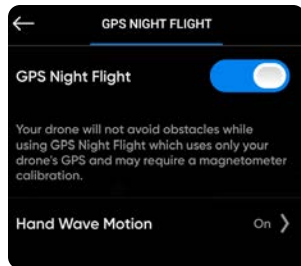 GPS NIGHT FLIGHT
GPS Night Flight
Your drone will not avoid obstacles while
using GPS Night Flight which uses only your
drone's GPS and may require a magnetometer
calibration.
Hand Wave Motion On